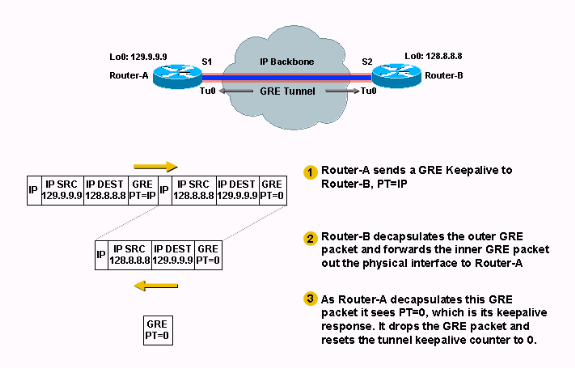 Lo0: 129.9.9.9
S1
IP Backbone
S2
Lo0: 128.8.8.8
Router-A
Router-B
Tu0
GRE Tunnel
Tu0
IP
IP SRC
129.9.9.9
IP DEST
128.8.8.8
GRE
PT=IP
IP
IP SRC
128.8.8.8
IP DEST
129.9.9.9
GRE
PT=0
1
Router-A sends a GRE Keepalive to
Router-B, PT=IP
IP
IP SRC
128.8.8.8
IP DEST
129.9.9.9
GRE
PT=0
2
Router-B decapsulates the outer GRE
packet and forwards the inner GRE packet
out the physical interface to Router-A
GRE
PT=0
3
As Router-A decapsulates this GRE
packet it sees PT=0, which is its keepalive
response. It drops the GRE packet and
resets the tunnel keepalive counter to 0.